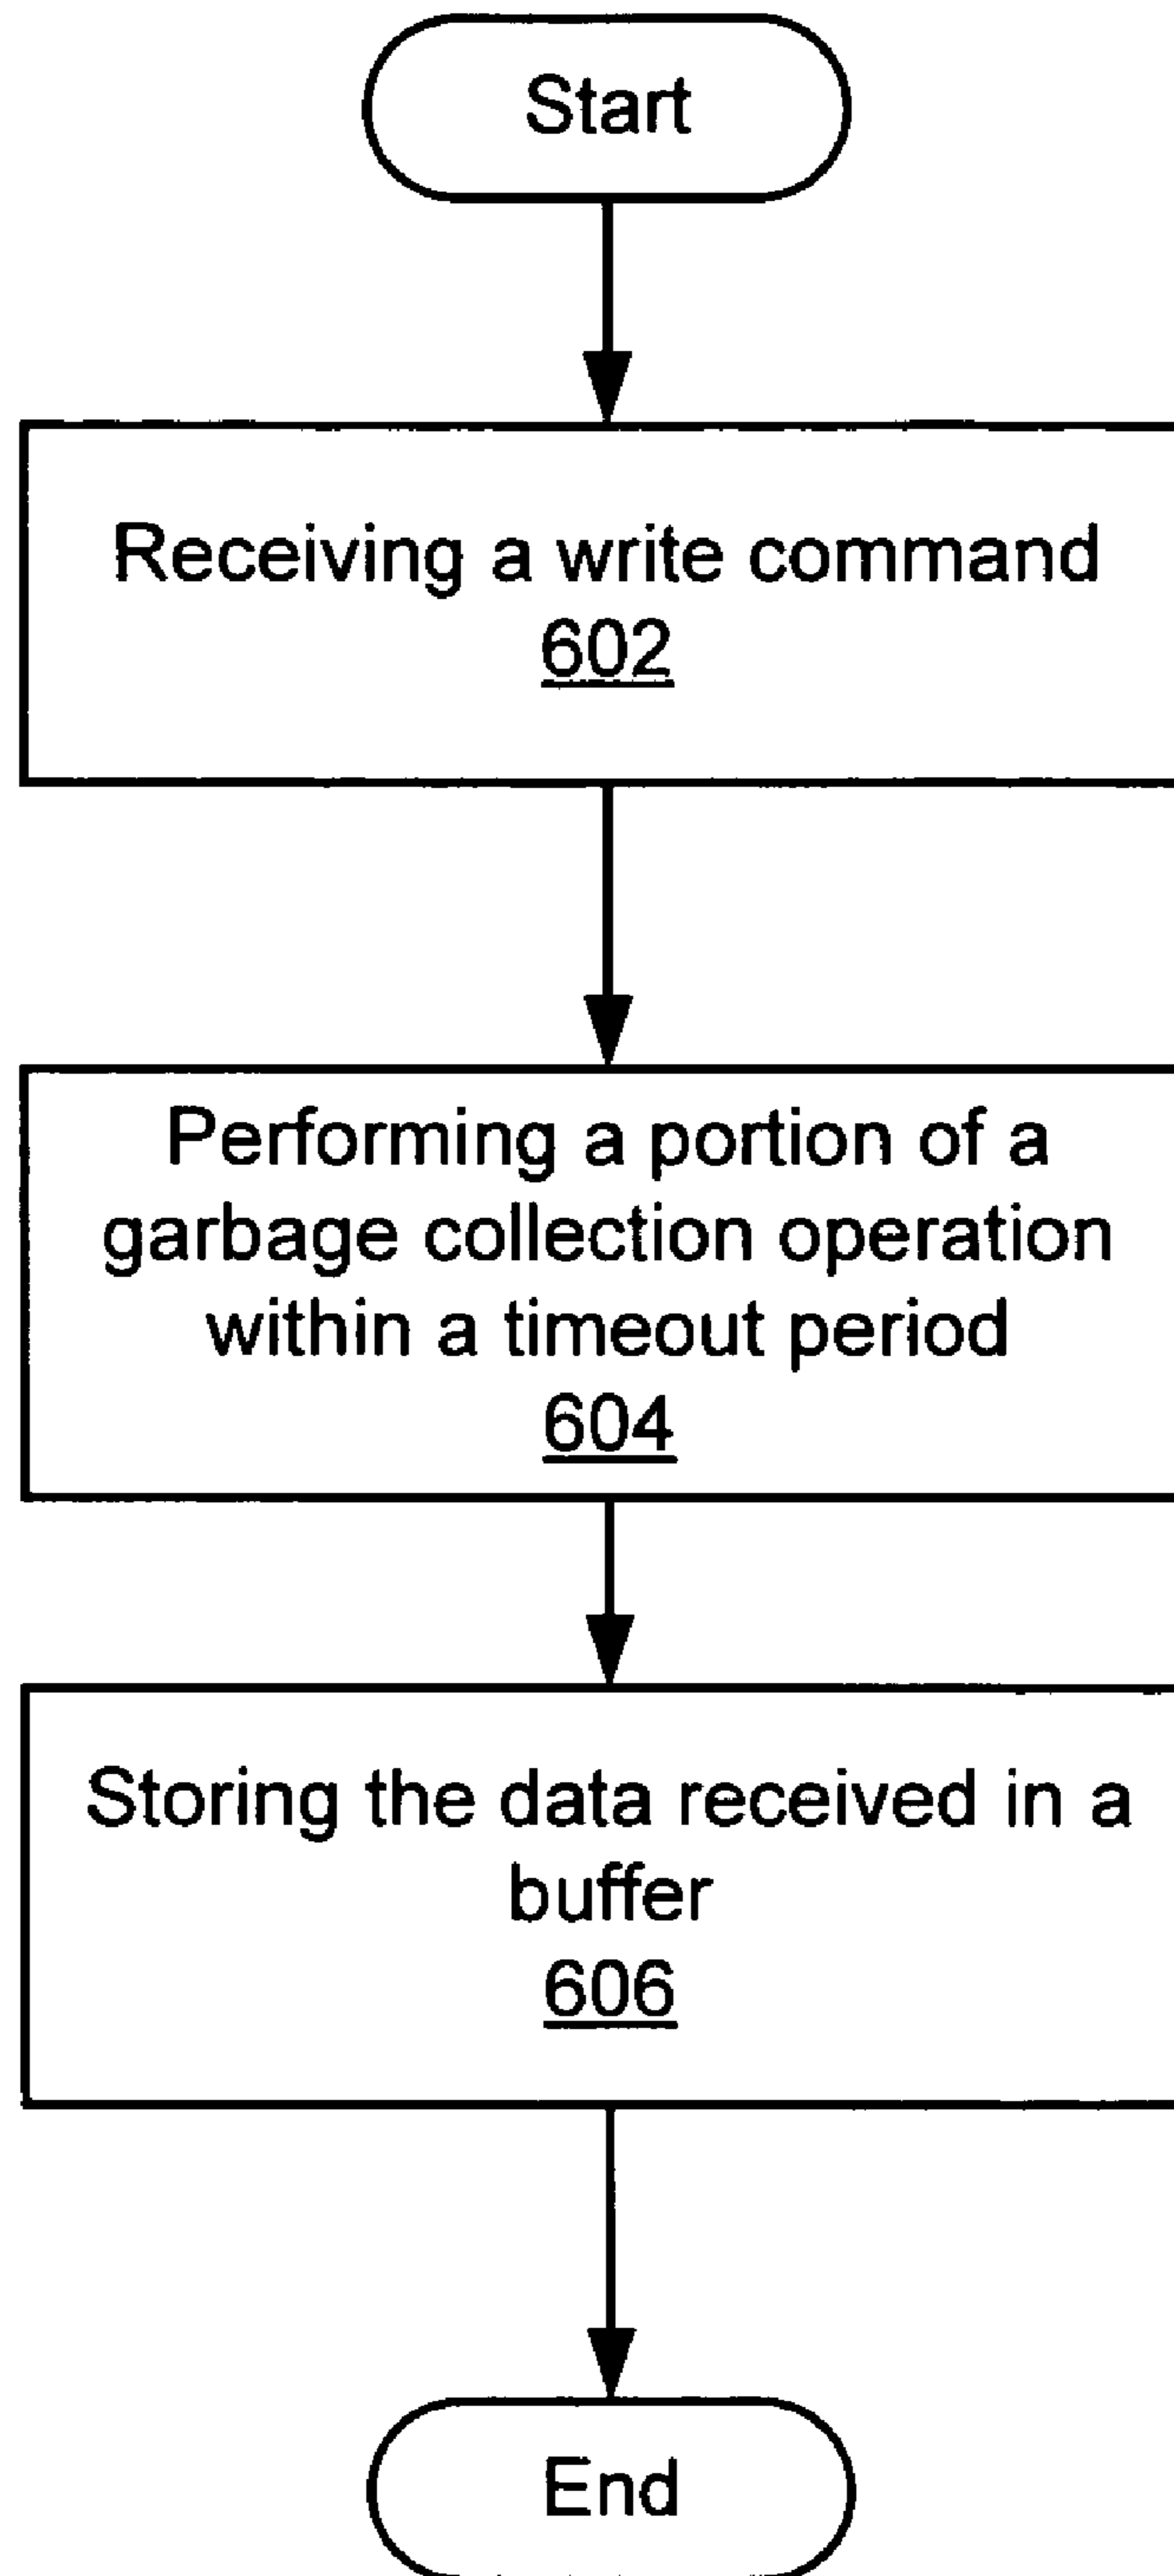 Start
Receiving a write command
602
Performing a portion of a
garbage collection operation
within a timeout period
604
Storing the data received in a
buffer
606
End